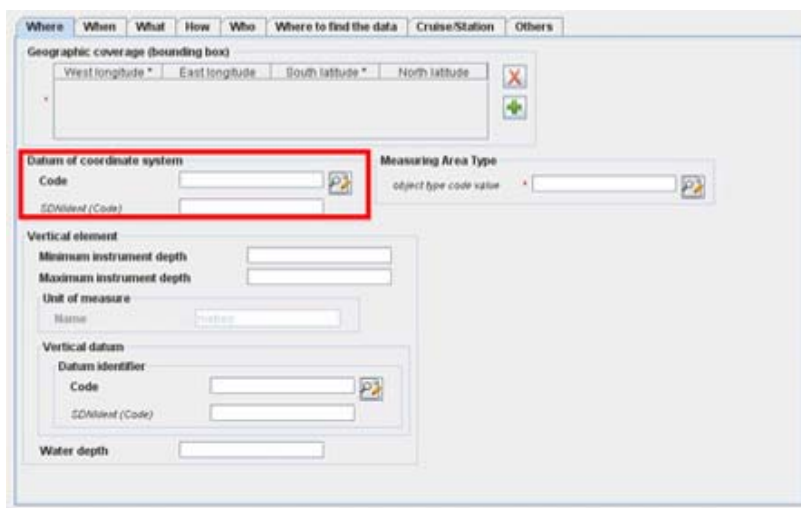 Where When What How Who Where to find the data Cruise/Station Others
Geographic coverage (bounding box)
West longitude * East longitude South latitude * North latitude
*
Datum of coordinate system Measuring Area Type
Code object type code value *
SDNIdent (Code)
Vertical element
Minimum instrument depth
Maximum instrument depth
Unit of measure
Name metres
Vertical datum
Datum identifier
Code
SDNIdent (Code)
Water depth